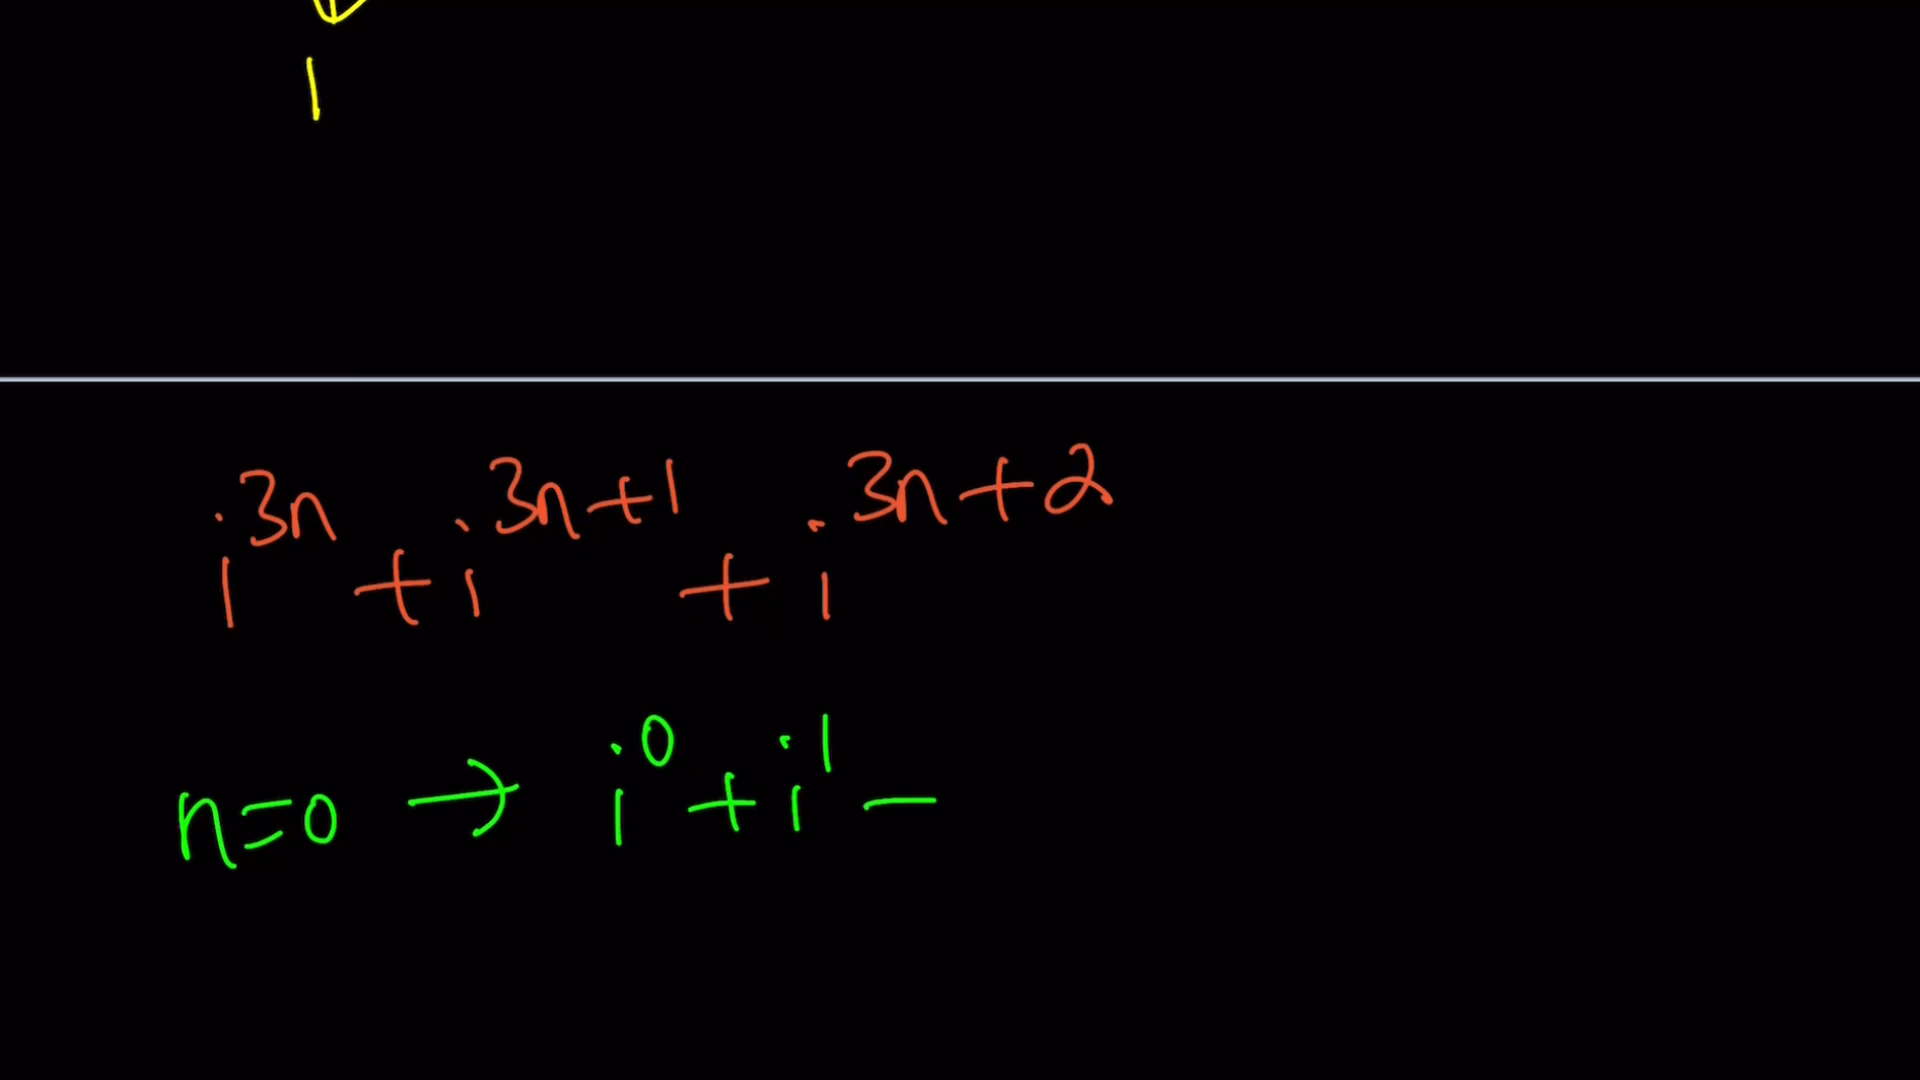 1
i^{3n} + i^{3n+1} + i^{3n+2}
n=0 → i^0 + i^1 −